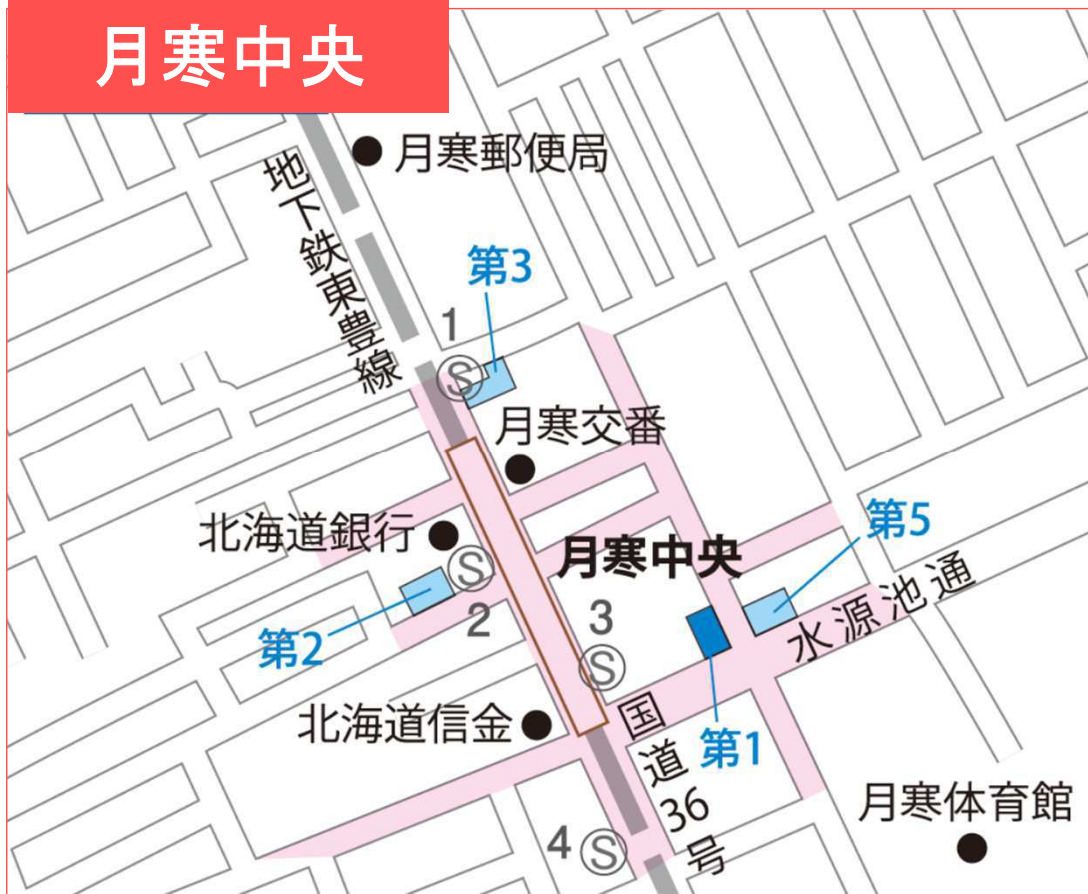 月寒中央
月寒郵便局
地下鉄東豊線
第3
1
S
月寒交番
北海道銀行
S
2
第2
月寒中央
第5
水源池通
3
S
第1
北海道信金
国道36号
4
S
月寒体育館